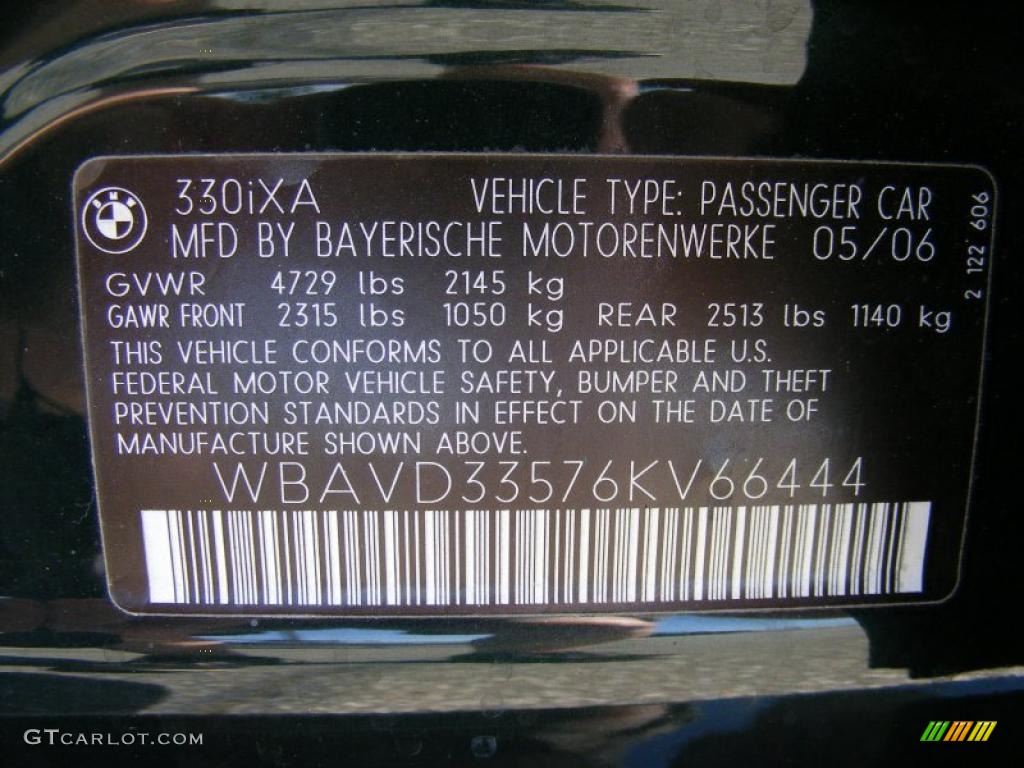 330iXA VEHICLE TYPE: PASSENGER CAR
MFD BY BAYERISCHE MOTORENWERKE 05/06
GVWR 4729 lbs 2145 kg
GAWR FRONT 2315 lbs 1050 kg REAR 2513 lbs 1140 kg
THIS VEHICLE CONFORMS TO ALL APPLICABLE U.S.
FEDERAL MOTOR VEHICLE SAFETY, BUMPER AND THEFT
PREVENTION STANDARDS IN EFFECT ON THE DATE OF
MANUFACTURE SHOWN ABOVE.
WBAVD33576KV66444
2 122 606
BMW
GTCARLOT.COM